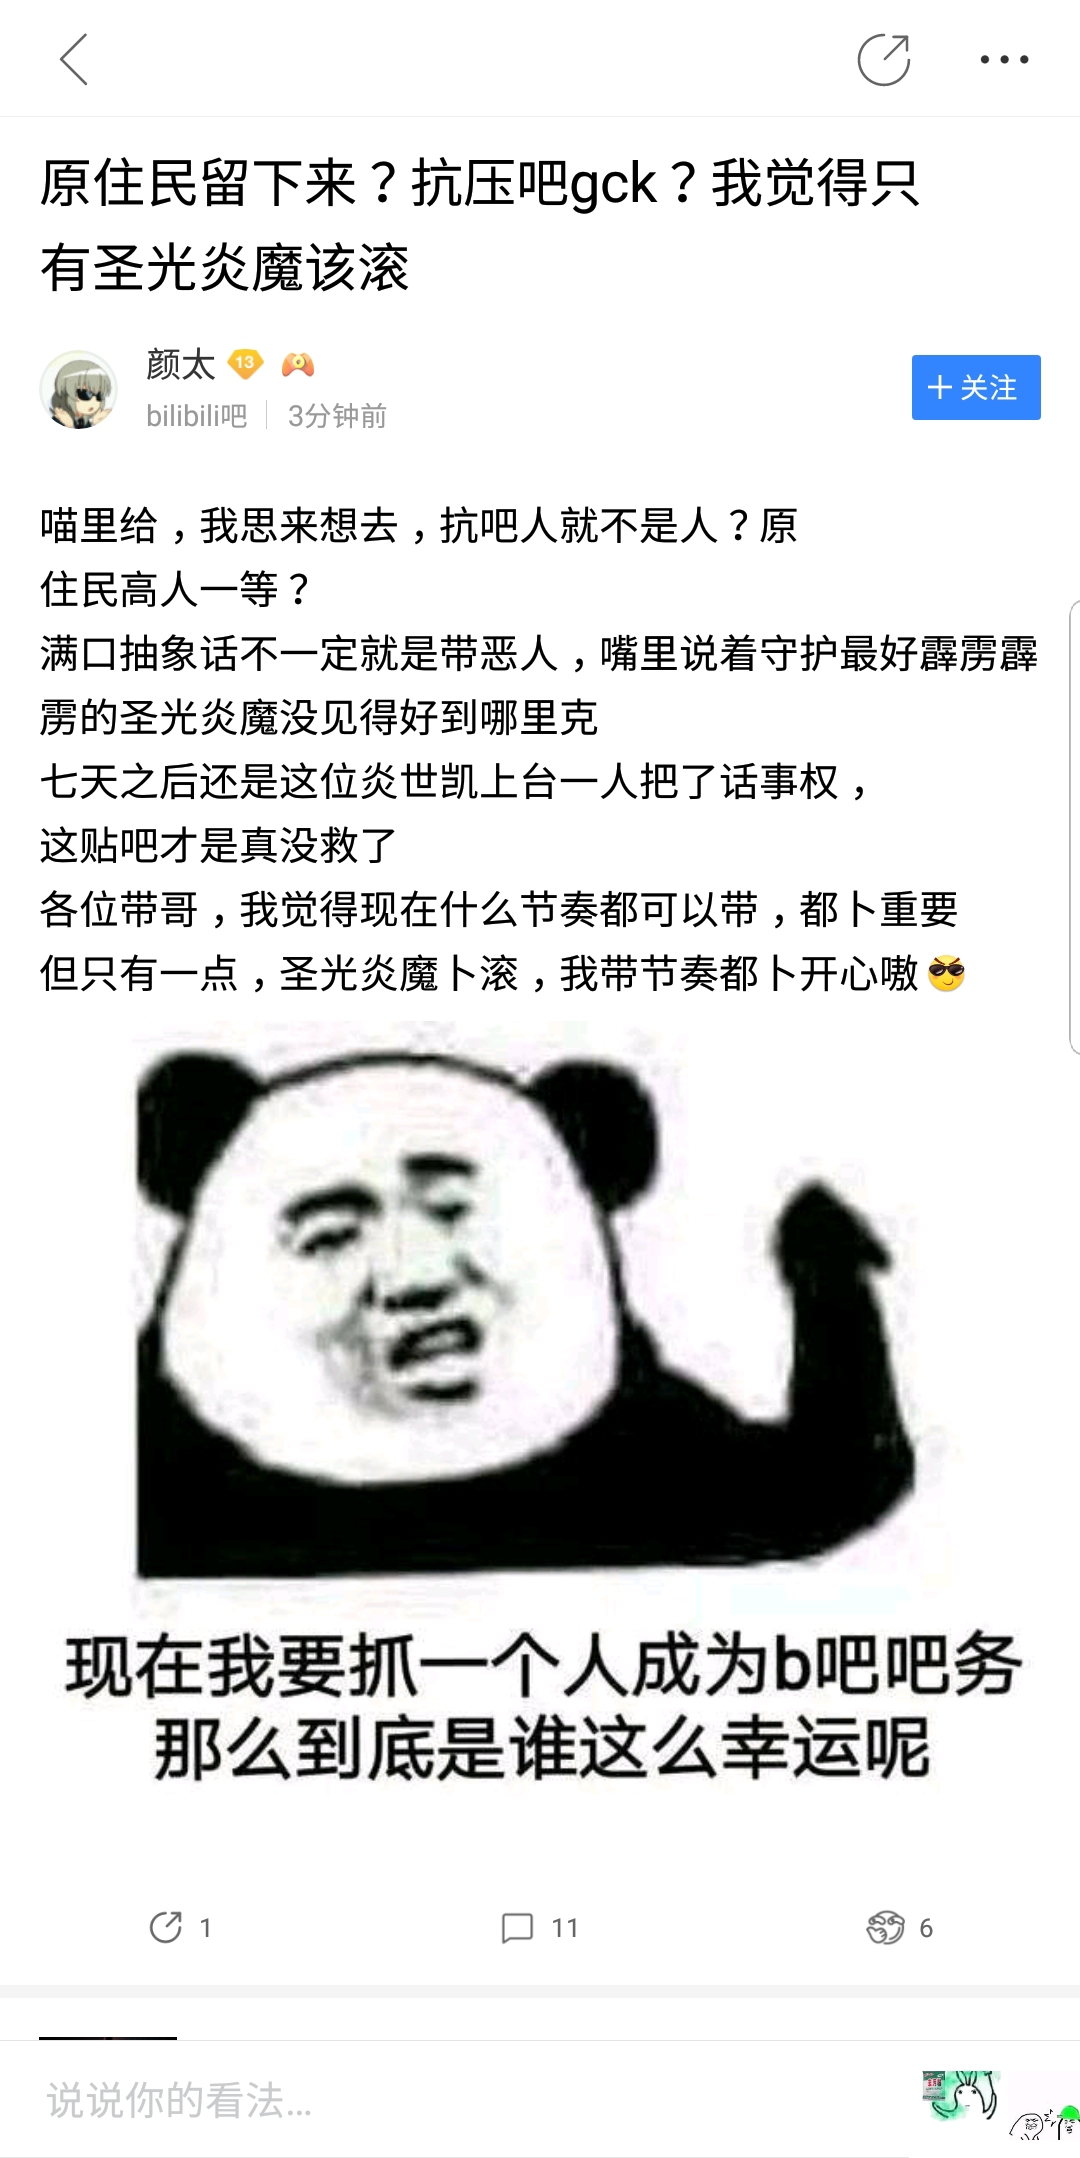 原住民留下来？抗压吧gck？我觉得只
有圣光炎魔该滚
颜太 13
bilibili吧 3分钟前
关注
喵里给，我思来想去，抗吧人就不是人？原
住民高人一等？
满口抽象话不一定就是带恶人，嘴里说着守护最好霹雳霹
雳的圣光炎魔没见得好到哪里克
七天之后还是这位炎世凯上台一人把了话事权，
这贴吧才是真没救了
各位带哥，我觉得现在什么节奏都可以带，都卜重要
但只有一点，圣光炎魔卜滚，我带节奏都卜开心嗷
现在我要抓一个人成为b吧吧务
那么到底是谁这么幸运呢
1
11
6
说说你的看法...